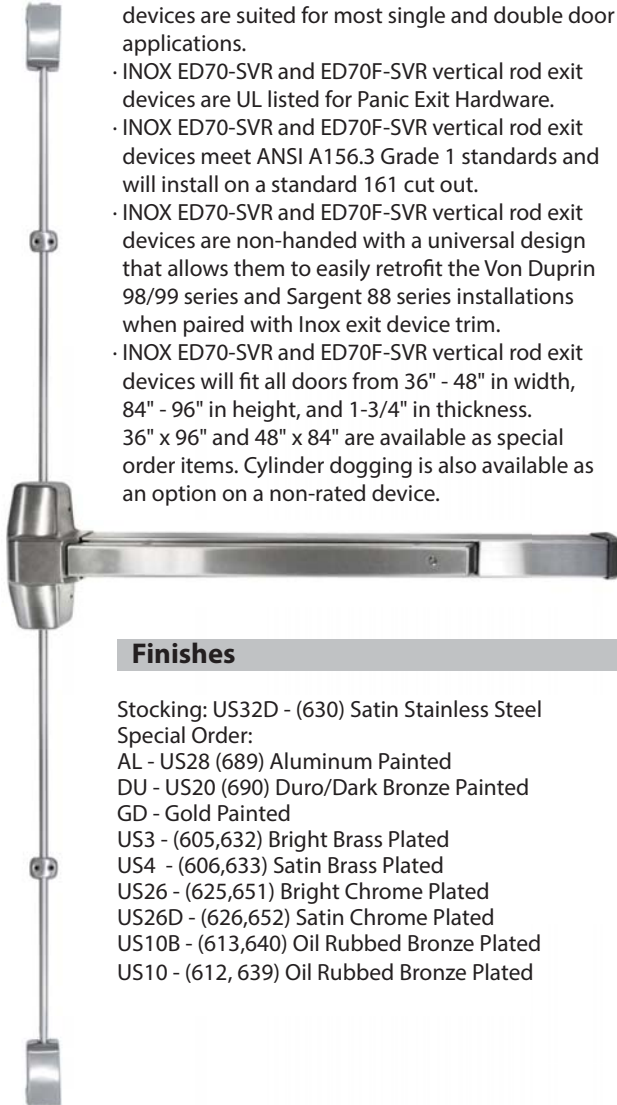 devices are suited for most single and double door
applications.
· INOX ED70-SVR and ED70F-SVR vertical rod exit
devices are UL listed for Panic Exit Hardware.
· INOX ED70-SVR and ED70F-SVR vertical rod exit
devices meet ANSI A156.3 Grade 1 standards and
will install on a standard 161 cut out.
· INOX ED70-SVR and ED70F-SVR vertical rod exit
devices are non-handed with a universal design
that allows them to easily retrofit the Von Duprin
98/99 series and Sargent 88 series installations
when paired with Inox exit device trim.
· INOX ED70-SVR and ED70F-SVR vertical rod exit
devices will fit all doors from 36" - 48" in width,
84" - 96" in height, and 1-3/4" in thickness.
36" x 96" and 48" x 84" are available as special
order items. Cylinder dogging is also available as
an option on a non-rated device.
Finishes
Stocking: US32D - (630) Satin Stainless Steel
Special Order:
AL - US28 (689) Aluminum Painted
DU - US20 (690) Duro/Dark Bronze Painted
GD - Gold Painted
US3 - (605,632) Bright Brass Plated
US4 - (606,633) Satin Brass Plated
US26 - (625,651) Bright Chrome Plated
US26D - (626,652) Satin Chrome Plated
US10B - (613,640) Oil Rubbed Bronze Plated
US10 - (612, 639) Oil Rubbed Bronze Plated